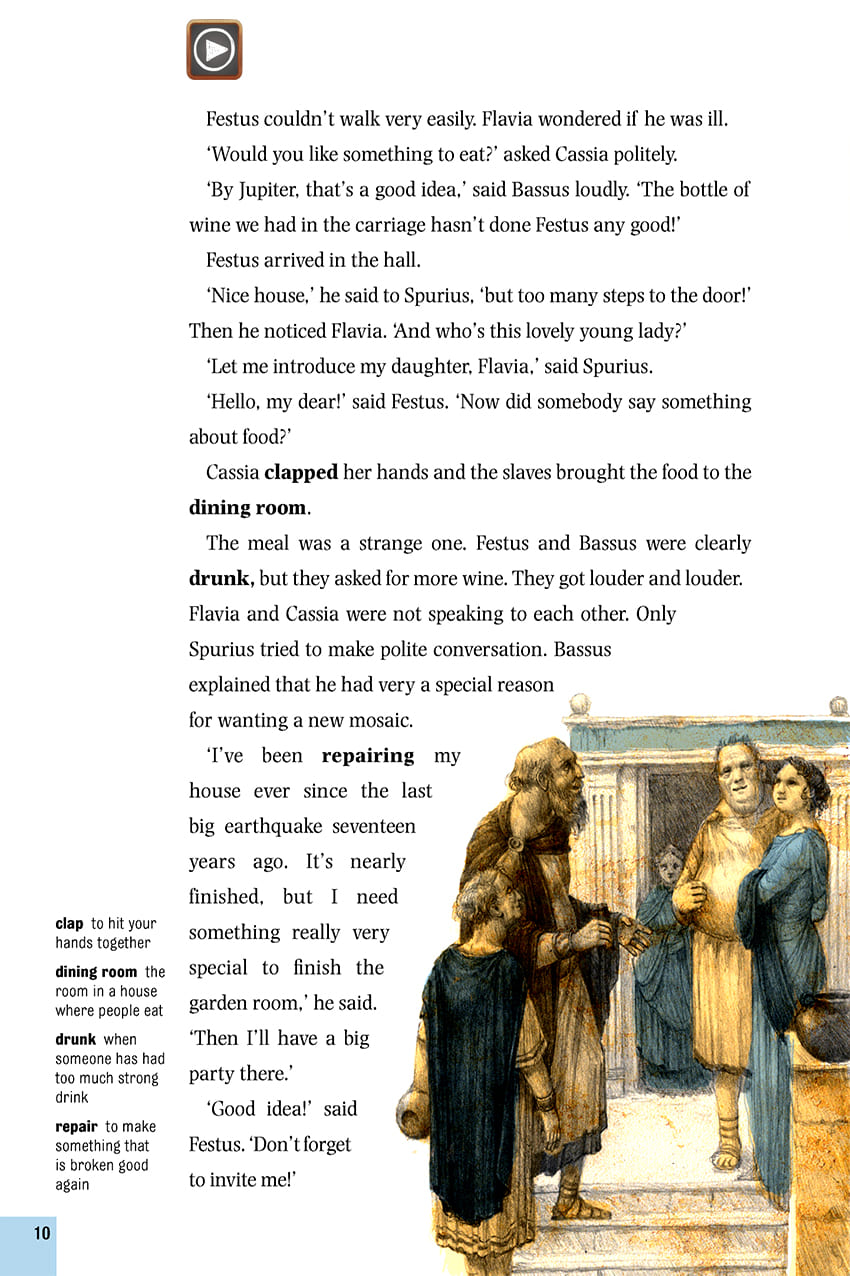 Festus couldn’t walk very easily. Flavia wondered if he was ill.
‘Would you like something to eat?’ asked Cassia politely.
‘By Jupiter, that’s a good idea,’ said Bassus loudly. ‘The bottle of
wine we had in the carriage hasn’t done Festus any good!’
Festus arrived in the hall.
‘Nice house,’ he said to Spurius, ‘but too many steps to the door!’
Then he noticed Flavia. ‘And who’s this lovely young lady?’
‘Let me introduce my daughter, Flavia,’ said Spurius.
‘Hello, my dear!’ said Festus. ‘Now did somebody say something
about food?’
Cassia clapped her hands and the slaves brought the food to the
dining room.
The meal was a strange one. Festus and Bassus were clearly
drunk, but they asked for more wine. They got louder and louder.
Flavia and Cassia were not speaking to each other. Only
Spurius tried to make polite conversation. Bassus
explained that he had very a special reason
for wanting a new mosaic.
‘I’ve been repairing my
house ever since the last
big earthquake seventeen
years ago. It’s nearly
finished, but I need
something really very
special to finish the
garden room,’ he said.
‘Then I’ll have a big
party there.’
‘Good idea!’ said
Festus. ‘Don’t forget
to invite me!’
clap to hit your
hands together
dining room the
room in a house
where people eat
drunk when
someone has had
too much strong
drink
repair to make
something that
is broken good
again
10